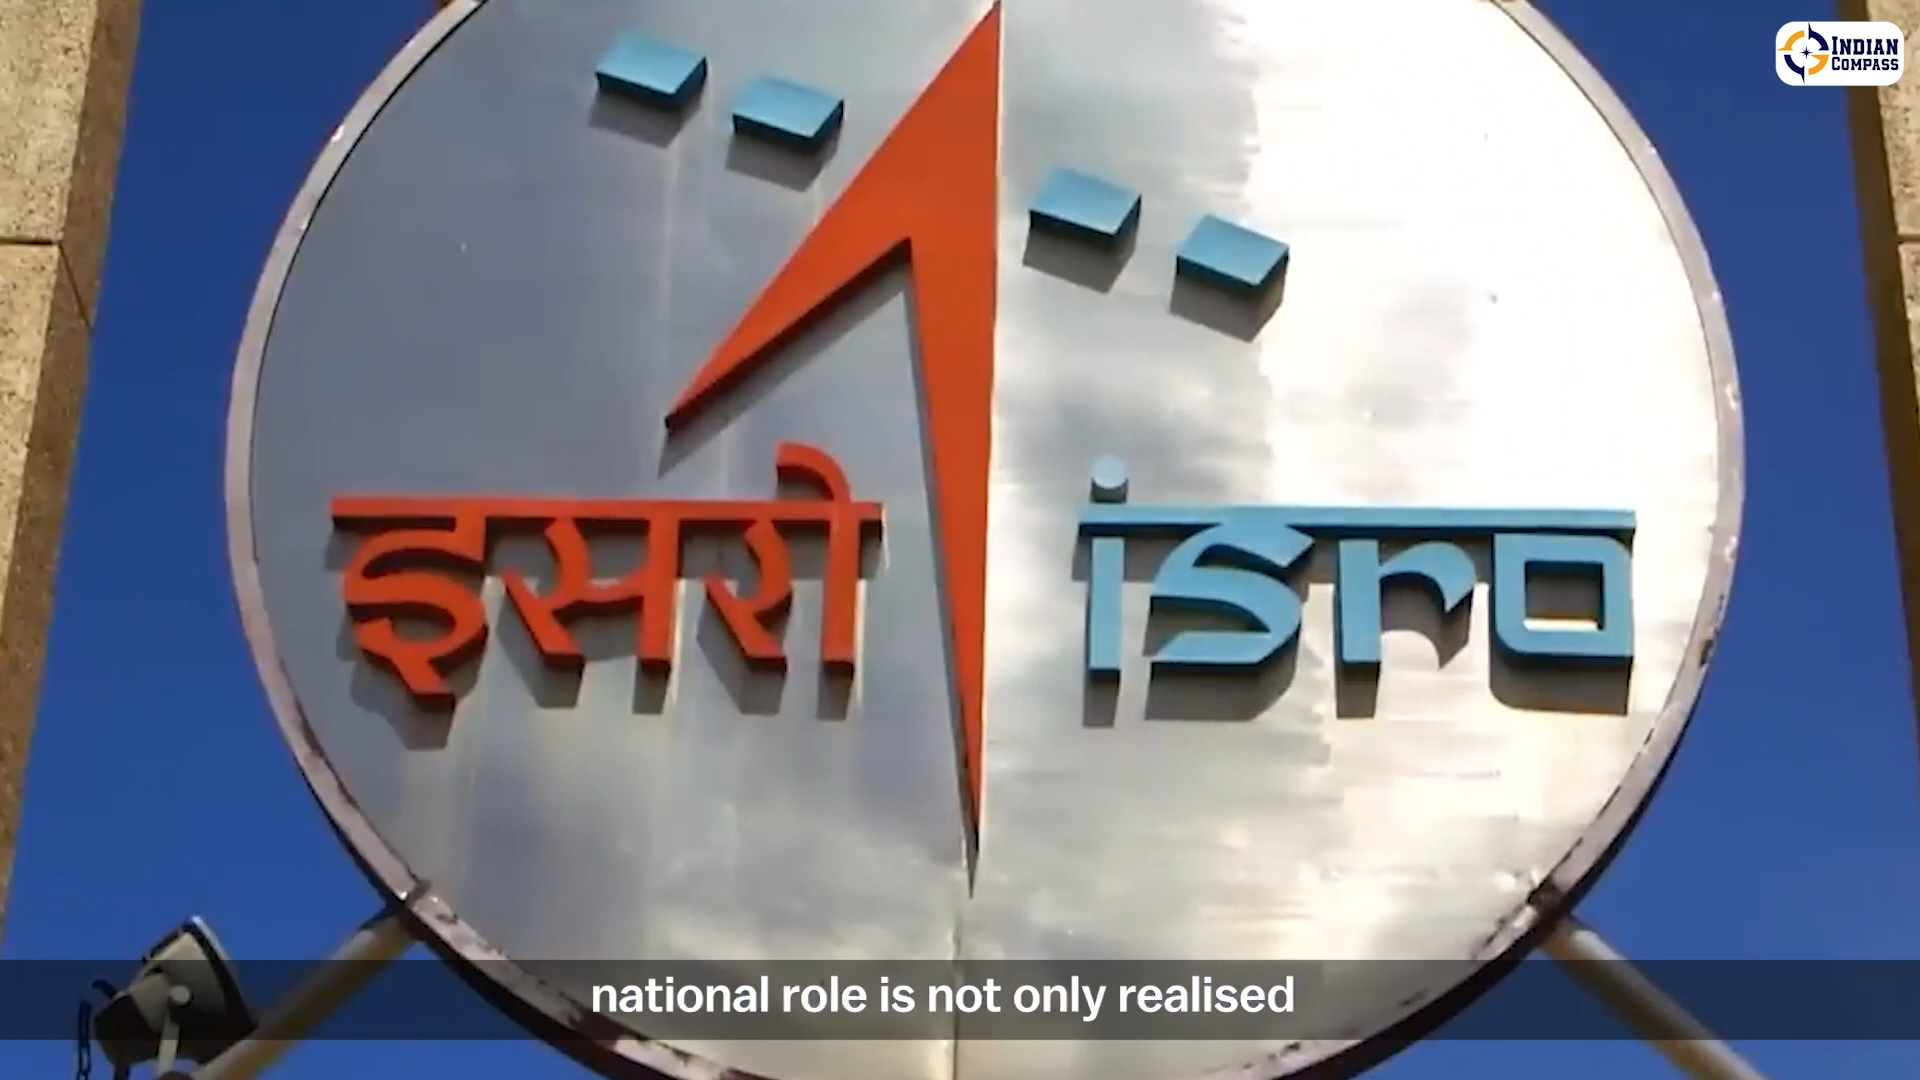 INDIAN
COMPASS
इसरो isro
national role is not only realised